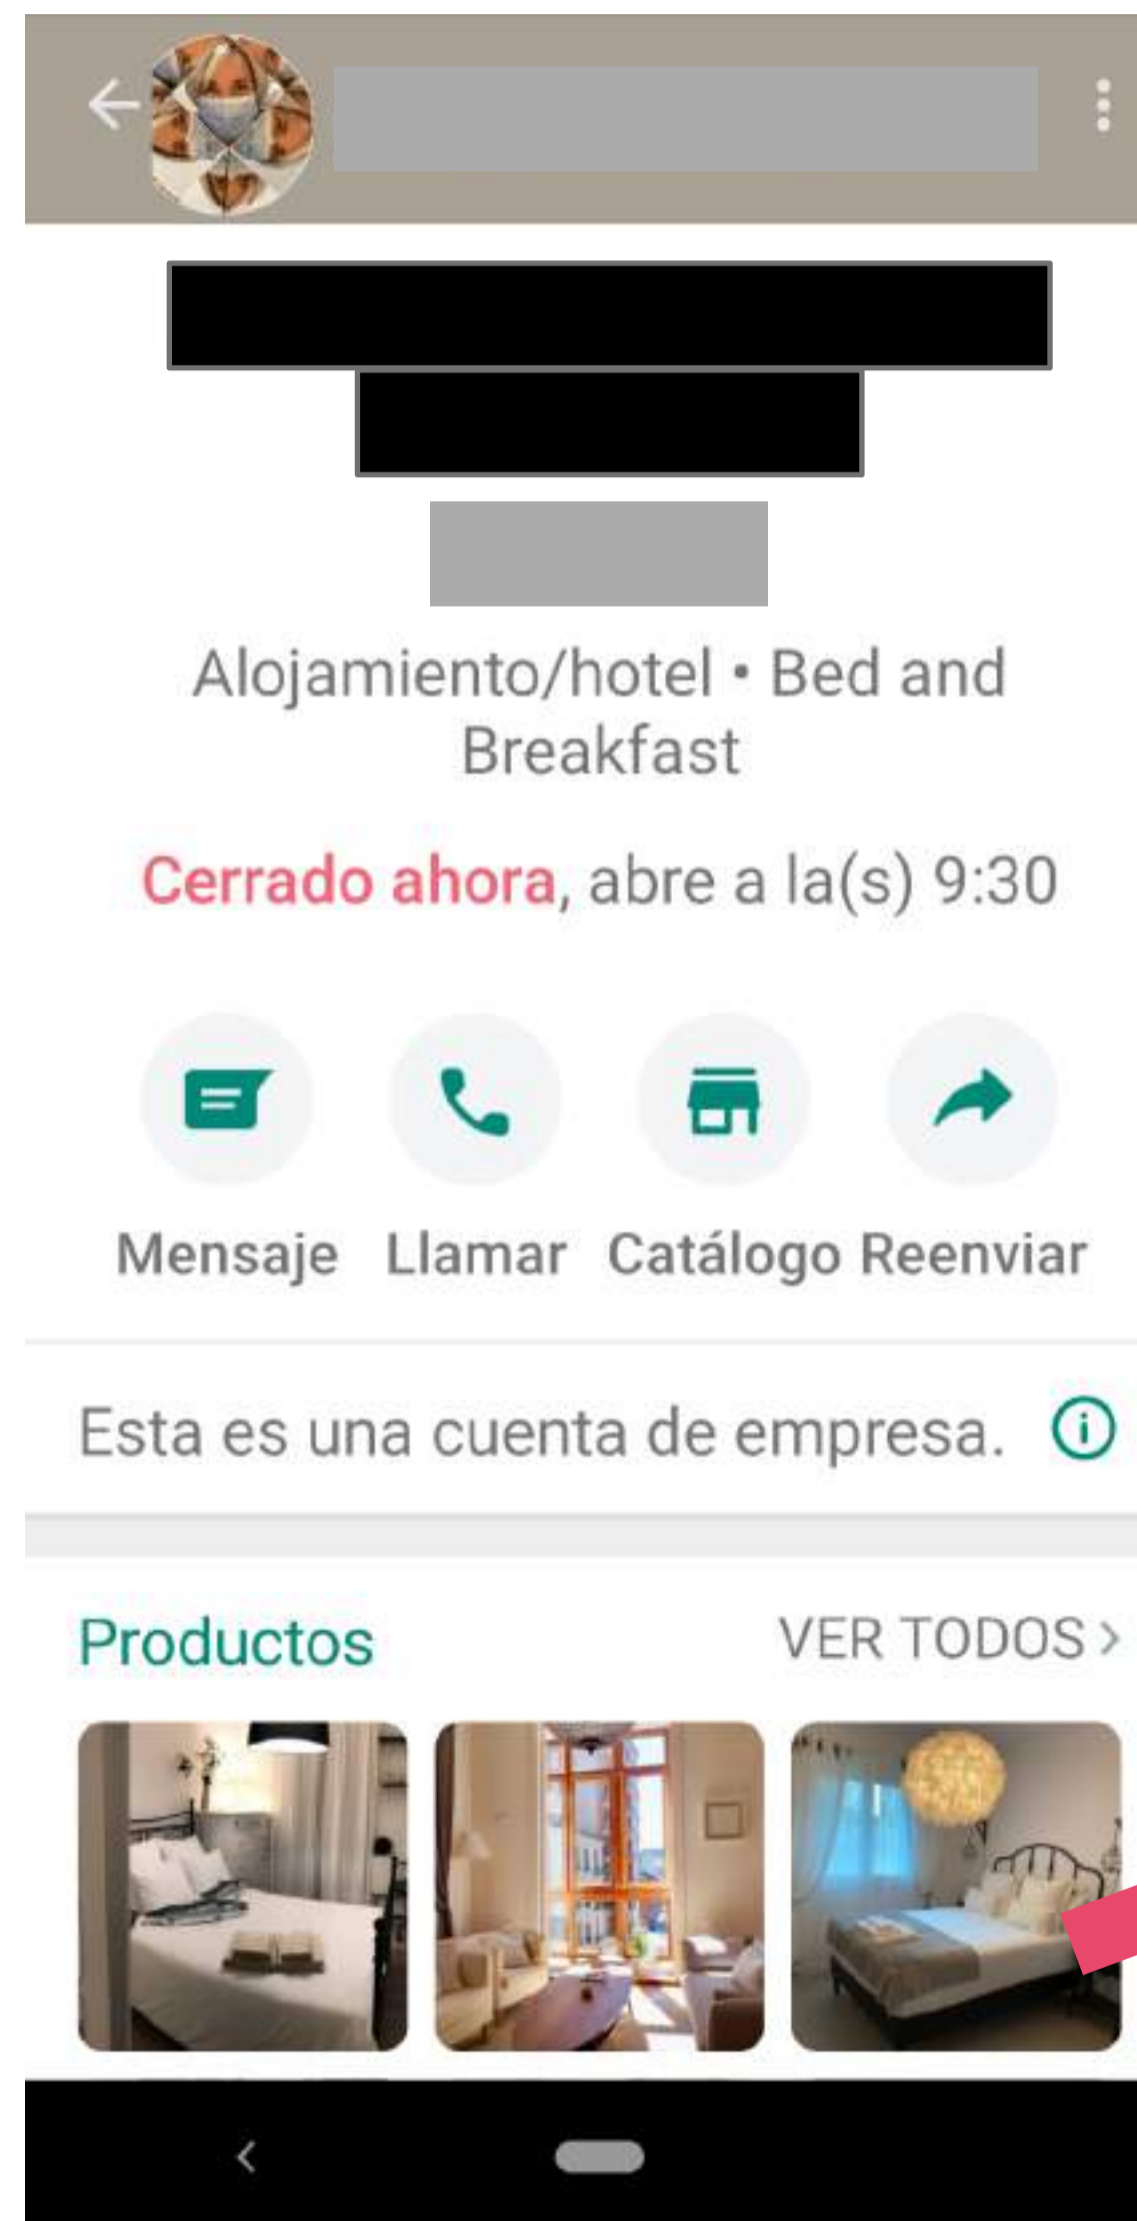 Alojamiento/hotel • Bed and
Breakfast
Cerrado ahora, abre a la(s) 9:30
Mensaje Llamar Catálogo Reenviar
Esta es una cuenta de empresa.
Productos VER TODOS >